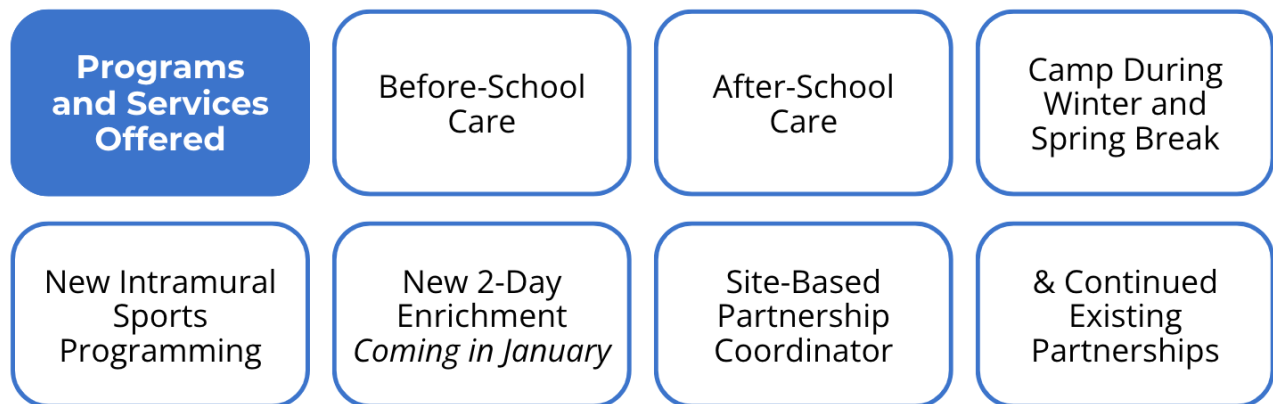 Programs
and Services
Offered
Before-School
Care
After-School
Care
Camp During
Winter and
Spring Break
New Intramural
Sports
Programming
New 2-Day
Enrichment
Coming in January
Site-Based
Partnership
Coordinator
& Continued
Existing
Partnerships